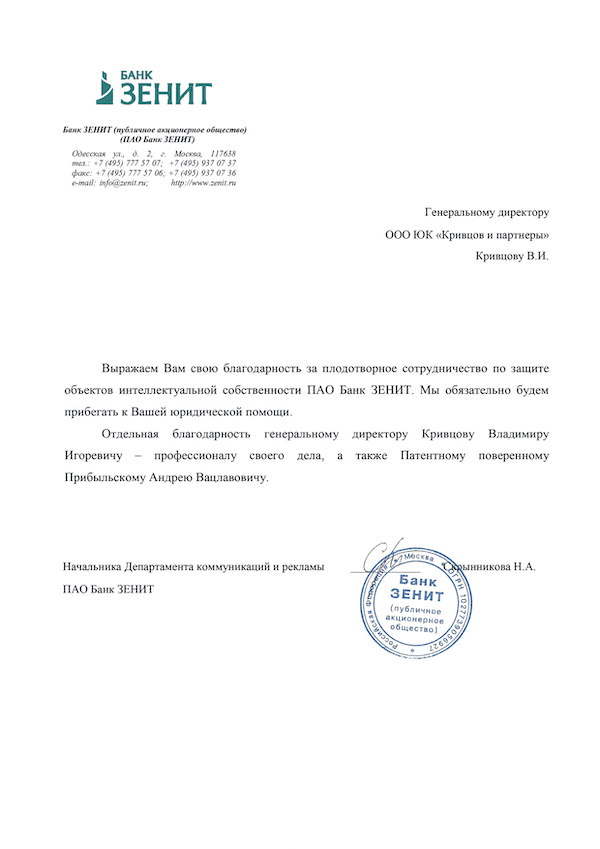 БАНК
ЗЕНИТ
Банк ЗЕНИТ (публичное акционерное общество)
(ПАО Банк ЗЕНИТ)
Одесская ул., д. 2, г. Москва, 117638
тел.: +7 (495) 777 57 07; +7 (495) 937 07 37
факс: +7 (495) 777 57 06; +7 (495) 937 07 36
e-mail: info@zenit.ru; http://www.zenit.ru
Генеральному директору
ООО ЮК «Кривцов и партнеры»
Кривцову В.И.
Выражаем Вам свою благодарность за плодотворное сотрудничество по защите
объектов интеллектуальной собственности ПАО Банк ЗЕНИТ. Мы обязательно будем
прибегать к Вашей юридической помощи.
Отдельная благодарность генеральному директору Кривцову Владимиру
Игоревичу – профессионалу своего дела, а также Патентному поверенному
Прибыльскому Андрею Вацлавовичу.
Начальника Департамента коммуникаций и рекламы Скрынникова Н.А.
ПАО Банк ЗЕНИТ
Российская Федерация * Москва * ОГРН 1027739056927 *
Банк
ЗЕНИТ
(публичное
акционерное
общество)